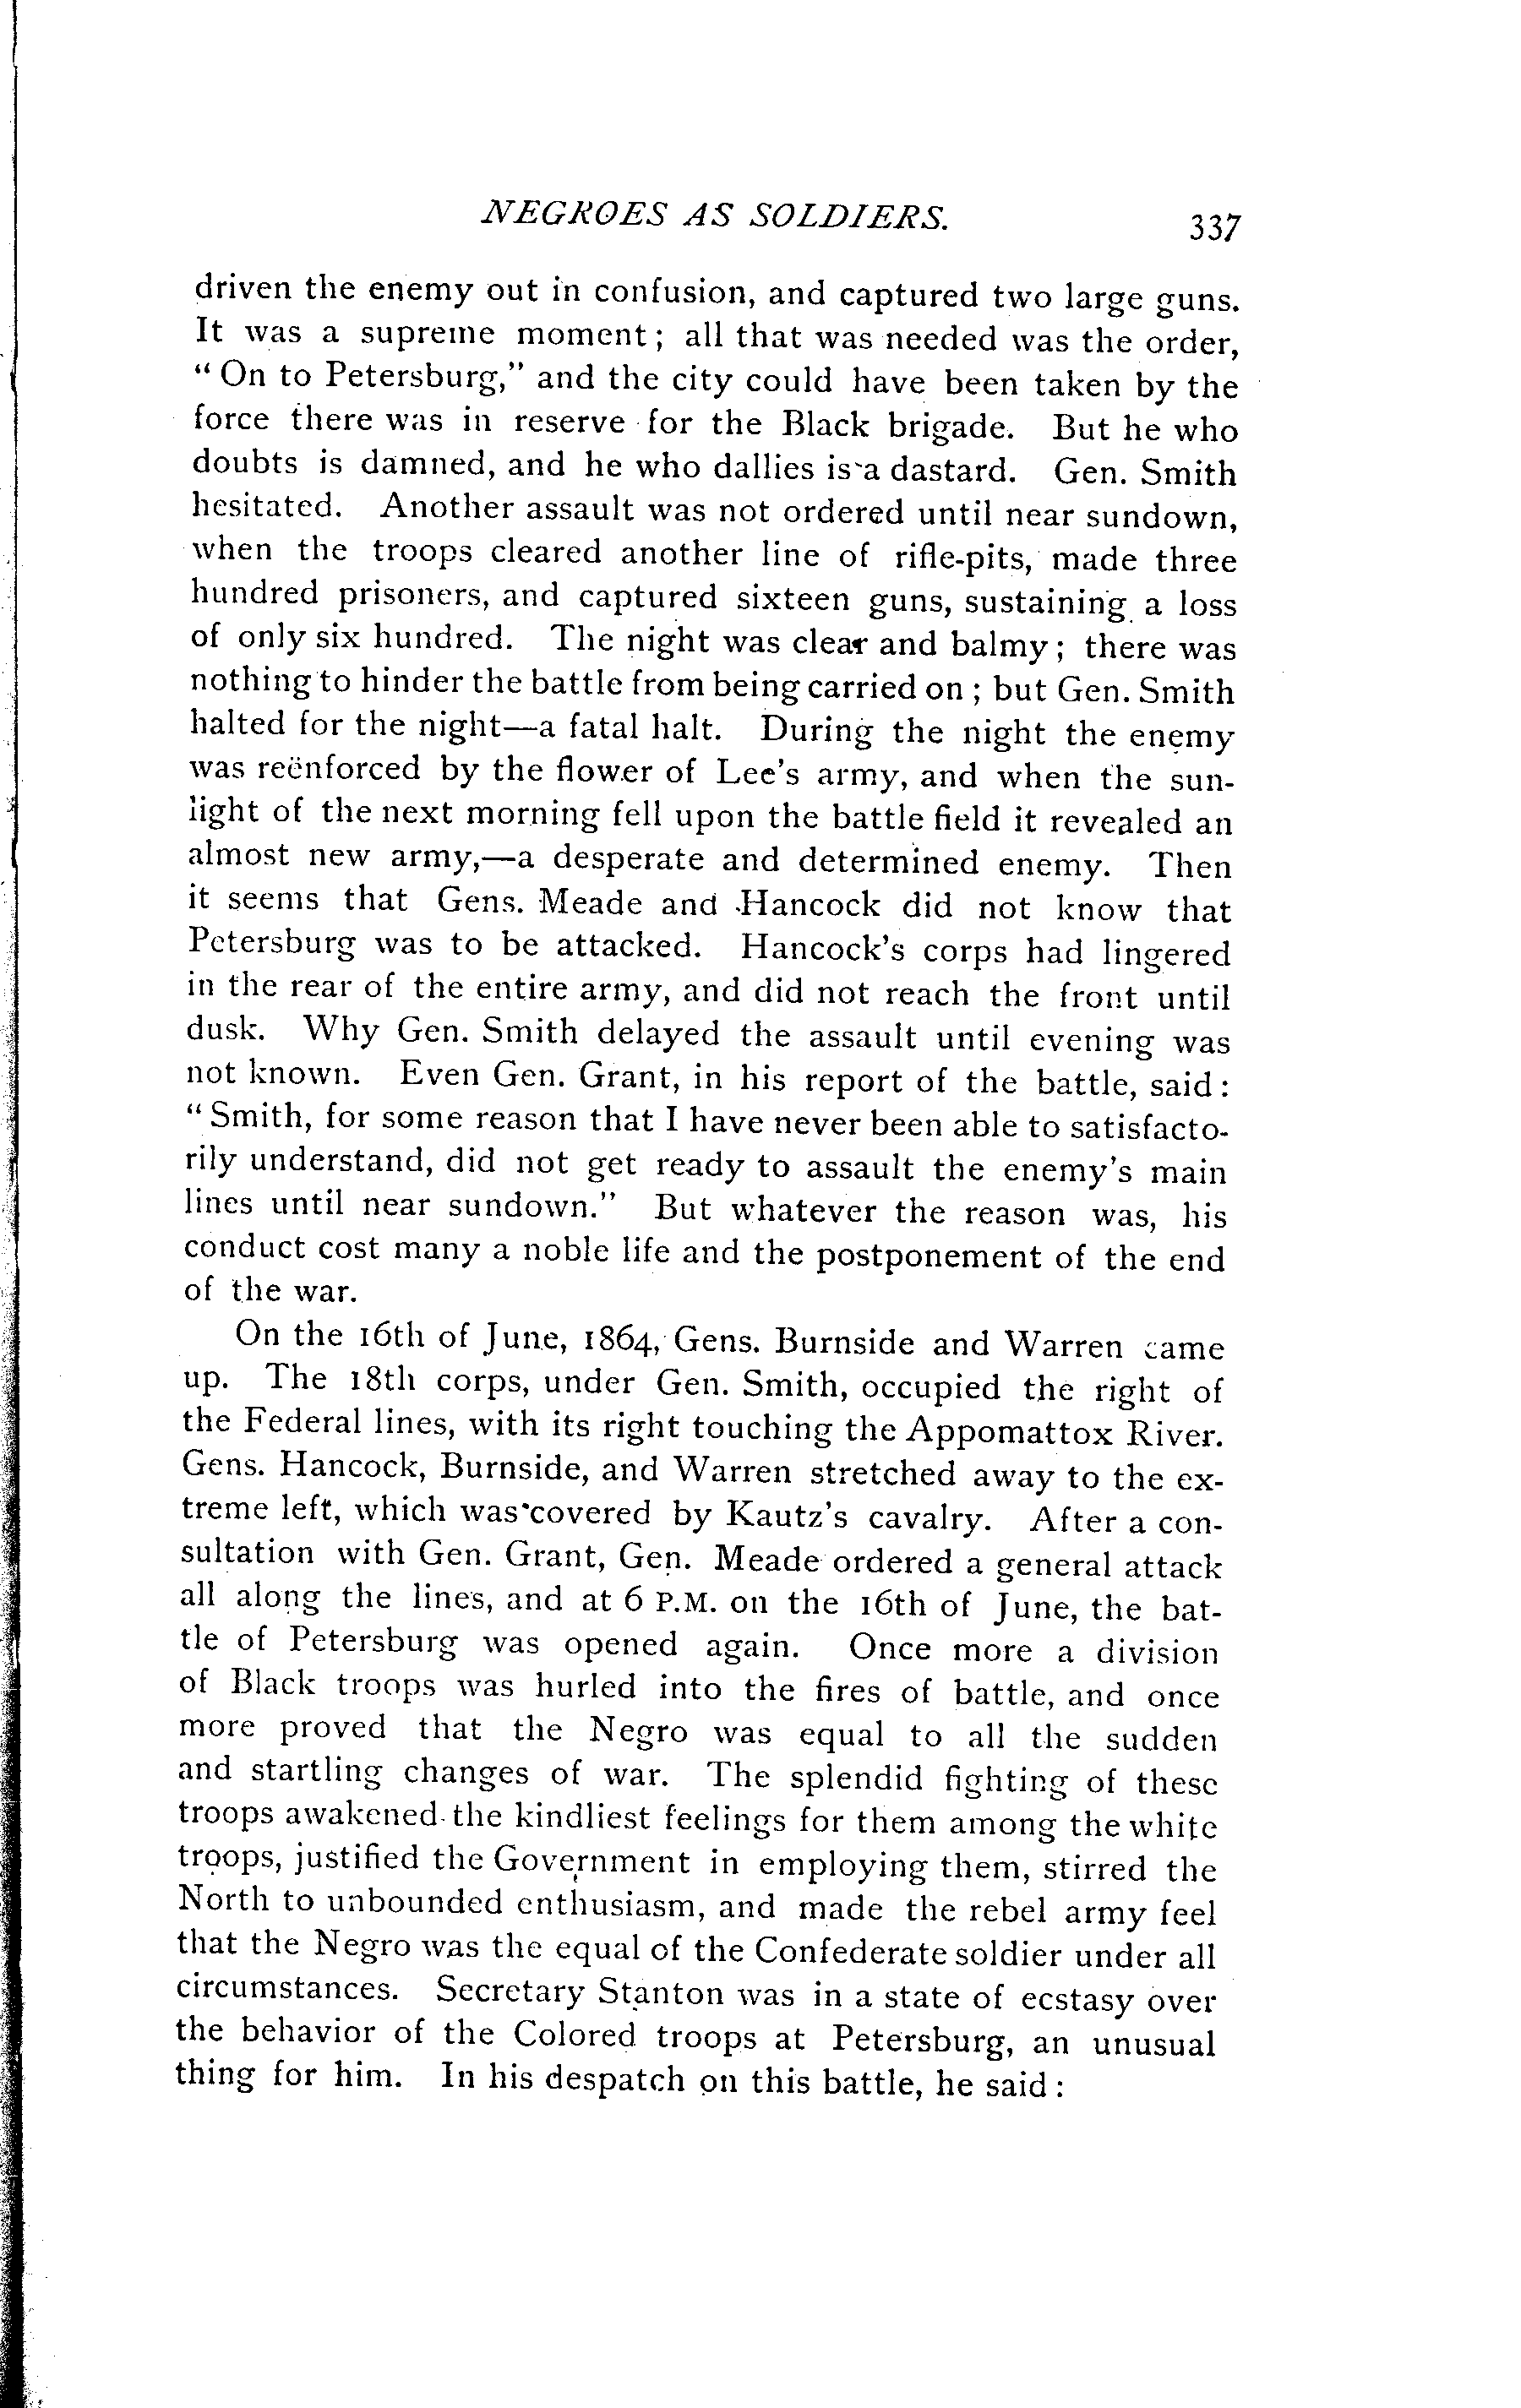 NEGROES AS SOLDIERS. 337
driven the enemy out in confusion, and captured two large guns.
It was a supreme moment; all that was needed was the order,
“On to Petersburg,” and the city could have been taken by the
force there was in reserve for the Black brigade. But he who
doubts is damned, and he who dallies is a dastard. Gen. Smith
hesitated. Another assault was not ordered until near sundown,
when the troops cleared another line of rifle-pits, made three
hundred prisoners, and captured sixteen guns, sustaining a loss
of only six hundred. The night was clear and balmy; there was
nothing to hinder the battle from being carried on; but Gen. Smith
halted for the night—a fatal halt. During the night the enemy
was reënforced by the flower of Lee's army, and when the sun-
light of the next morning fell upon the battle field it revealed an
almost new army,—a desperate and determined enemy. Then
it seems that Gens. Meade and Hancock did not know that
Petersburg was to be attacked. Hancock's corps had lingered
in the rear of the entire army, and did not reach the front until
dusk. Why Gen. Smith delayed the assault until evening was
not known. Even Gen. Grant, in his report of the battle, said:
“Smith, for some reason that I have never been able to satisfacto-
rily understand, did not get ready to assault the enemy's main
lines until near sundown.” But whatever the reason was, his
conduct cost many a noble life and the postponement of the end
of the war.
On the 16th of June, 1864, Gens. Burnside and Warren came
up. The 18th corps, under Gen. Smith, occupied the right of
the Federal lines, with its right touching the Appomattox River.
Gens. Hancock, Burnside, and Warren stretched away to the ex-
treme left, which was covered by Kautz's cavalry. After a con-
sultation with Gen. Grant, Gen. Meade ordered a general attack
all along the lines, and at 6 P.M. on the 16th of June, the bat-
tle of Petersburg was opened again. Once more a division
of Black troops was hurled into the fires of battle, and once
more proved that the Negro was equal to all the sudden
and startling changes of war. The splendid fighting of these
troops awakened the kindliest feelings for them among the white
troops, justified the Government in employing them, stirred the
North to unbounded enthusiasm, and made the rebel army feel
that the Negro was the equal of the Confederate soldier under all
circumstances. Secretary Stanton was in a state of ecstasy over
the behavior of the Colored troops at Petersburg, an unusual
thing for him. In his despatch on this battle, he said: